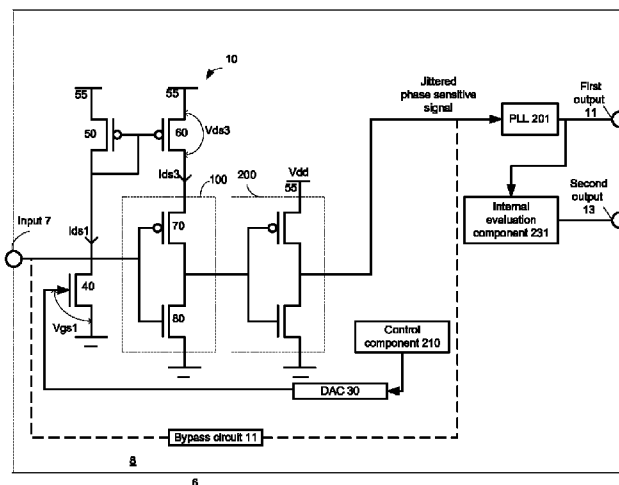 10
55
55
50
60
Vds3
Jittered
phase sensitive
signal
First
output
11
PLL 201
Ids3
100
200
Vdd
55
Second
output
13
Internal
evaluation
component 231
Input 7
Ids1
70
40
80
Vgs1
Control
component 210
DAC 30
Bypass circuit 11
8
6